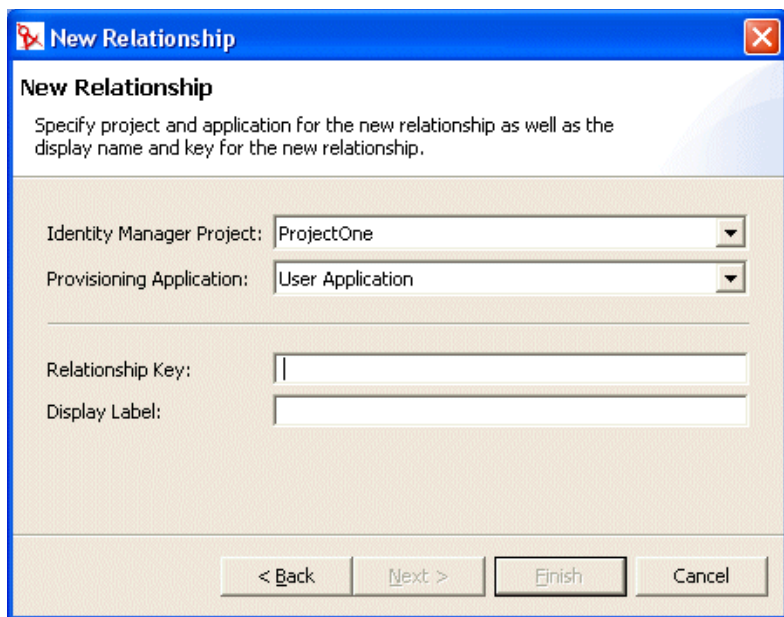 New Relationship
New Relationship
Specify project and application for the new relationship as well as the
display name and key for the new relationship.
Identity Manager Project: ProjectOne
Provisioning Application: User Application
Relationship Key:
Display Label:
< Back Next > Finish Cancel